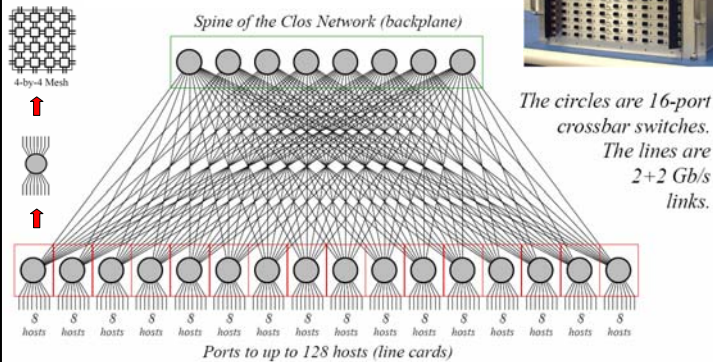 Spine of the Clos Network (backplane)
4-by-4 Mesh
The circles are 16-port
crossbar switches.
The lines are
2+2 Gb/s
links.
8 8 8 8 8 8 8 8 8 8 8 8 8 8 8 8
hosts hosts hosts hosts hosts hosts hosts hosts hosts hosts hosts hosts hosts hosts hosts hosts
Ports to up to 128 hosts (line cards)